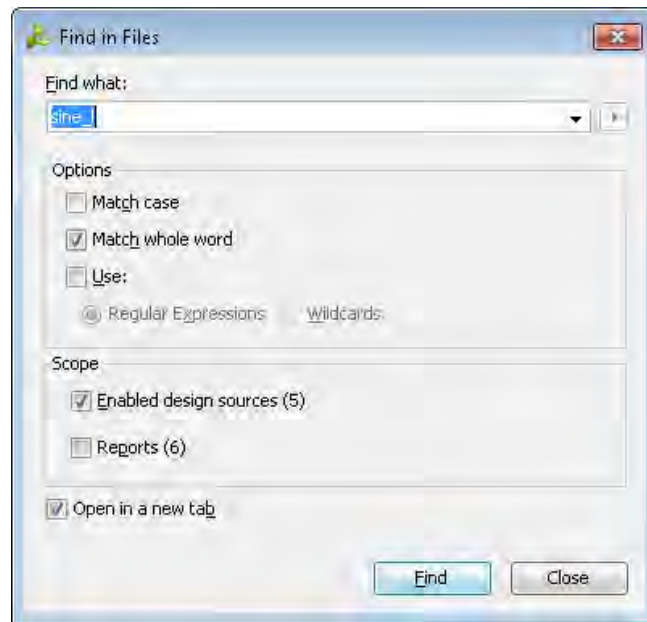 Find in Files
Find what:
sine_
Options
Match case
Match whole word
Use:
Regular Expressions Wildcards
Scope
Enabled design sources (5)
Reports (6)
Open in a new tab
Find Close